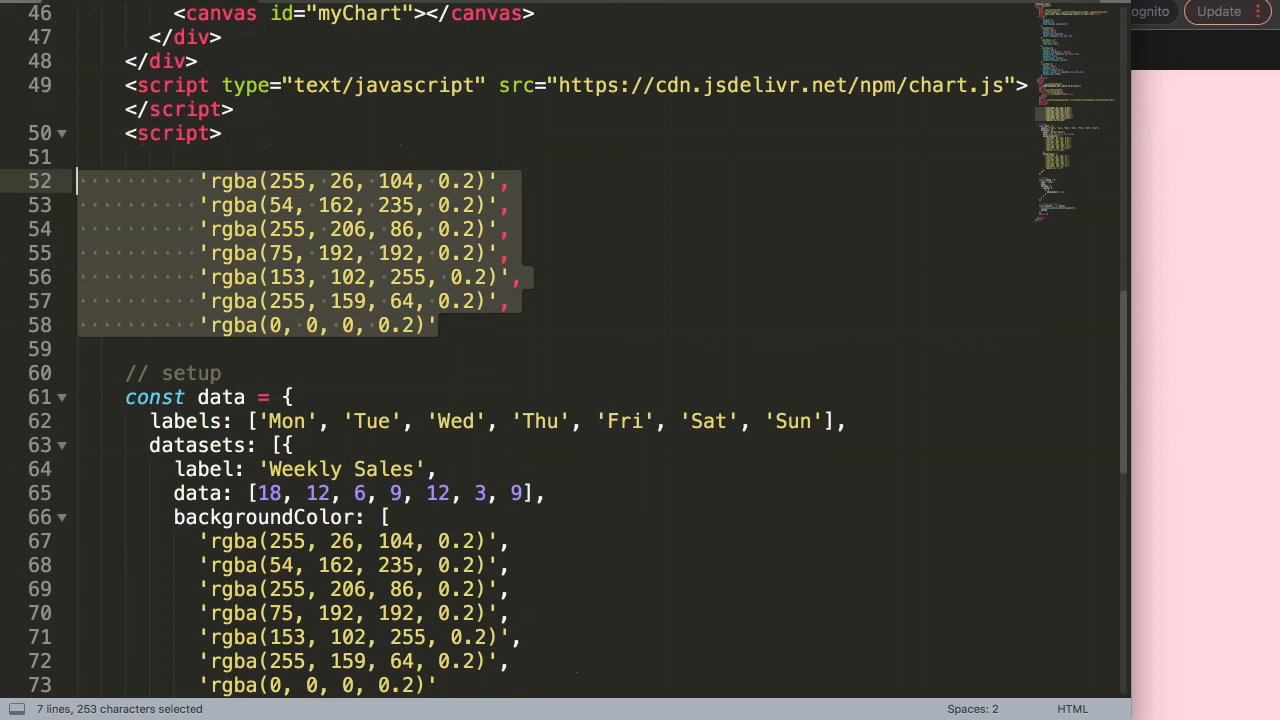 46 <canvas id="myChart"></canvas>
ognito
Update
47 </div>
48 </div>
49 <script type="text/javascript" src="https://cdn.jsdelivr.net/npm/chart.js">
</script>
50 <script>
51
52 'rgba(255, 26, 104, 0.2)',
53 'rgba(54, 162, 235, 0.2)',
54 'rgba(255, 206, 86, 0.2)',
55 'rgba(75, 192, 192, 0.2)',
56 'rgba(153, 102, 255, 0.2)',
57 'rgba(255, 159, 64, 0.2)',
58 'rgba(0, 0, 0, 0.2)'
59
60 // setup
61 const data = {
62 labels: ['Mon', 'Tue', 'Wed', 'Thu', 'Fri', 'Sat', 'Sun'],
63 datasets: [{
64 label: 'Weekly Sales',
65 data: [18, 12, 6, 9, 12, 3, 9],
66 backgroundColor: [
67 'rgba(255, 26, 104, 0.2)',
68 'rgba(54, 162, 235, 0.2)',
69 'rgba(255, 206, 86, 0.2)',
70 'rgba(75, 192, 192, 0.2)',
71 'rgba(153, 102, 255, 0.2)',
72 'rgba(255, 159, 64, 0.2)',
73 'rgba(0, 0, 0, 0.2)'
7 lines, 253 characters selected
Spaces: 2
HTML